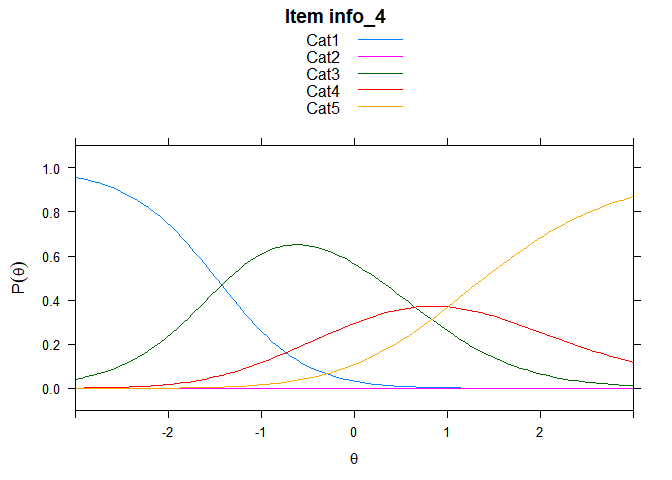 Item info_4
Cat1
Cat2
Cat3
Cat4
Cat5
P(θ)
1.0
0.8
0.6
0.4
0.2
0.0
-2 -1 0 1 2
θ